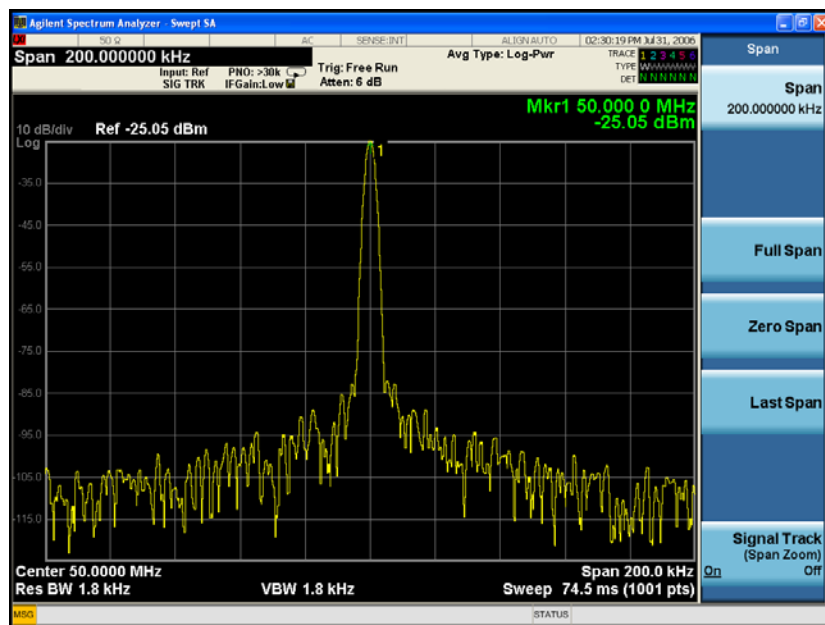 Agilent Spectrum Analyzer - Swept SA
50 Ω AC SENSE:INT ALIGN AUTO 02:30:19 PM Jul 31, 2006
Span 200.000000 kHz
Input: Ref
SIG TRK
PNO: >30k
IFGain:Low
Trig: Free Run
Atten: 6 dB
Avg Type: Log-Pwr
TRACE 1 2 3 4 5 6
TYPE WWWWWW
DET N N N N N N
Mkr1 50.000 0 MHz
-25.05 dBm
10 dB/div Ref -25.05 dBm
Log
1
-35.0
-45.0
-55.0
-65.0
-75.0
-85.0
-95.0
-105.0
-115.0
Center 50.0000 MHz Span 200.0 kHz
Res BW 1.8 kHz VBW 1.8 kHz Sweep 74.5 ms (1001 pts)
MSG STATUS
Span
Span
200.000000 kHz
Full Span
Zero Span
Last Span
Signal Track
(Span Zoom)
On Off